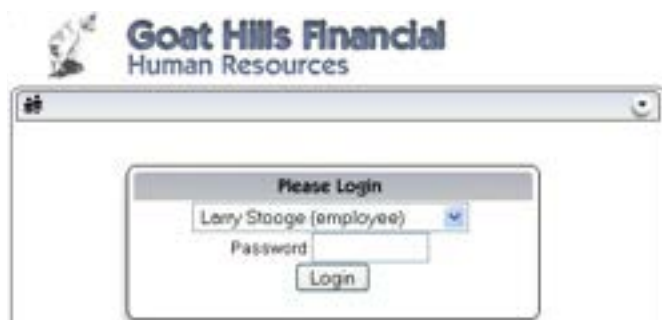 Goat Hills Financial
Human Resources
Please Login
Larry Stooge (employee)
Password
Login